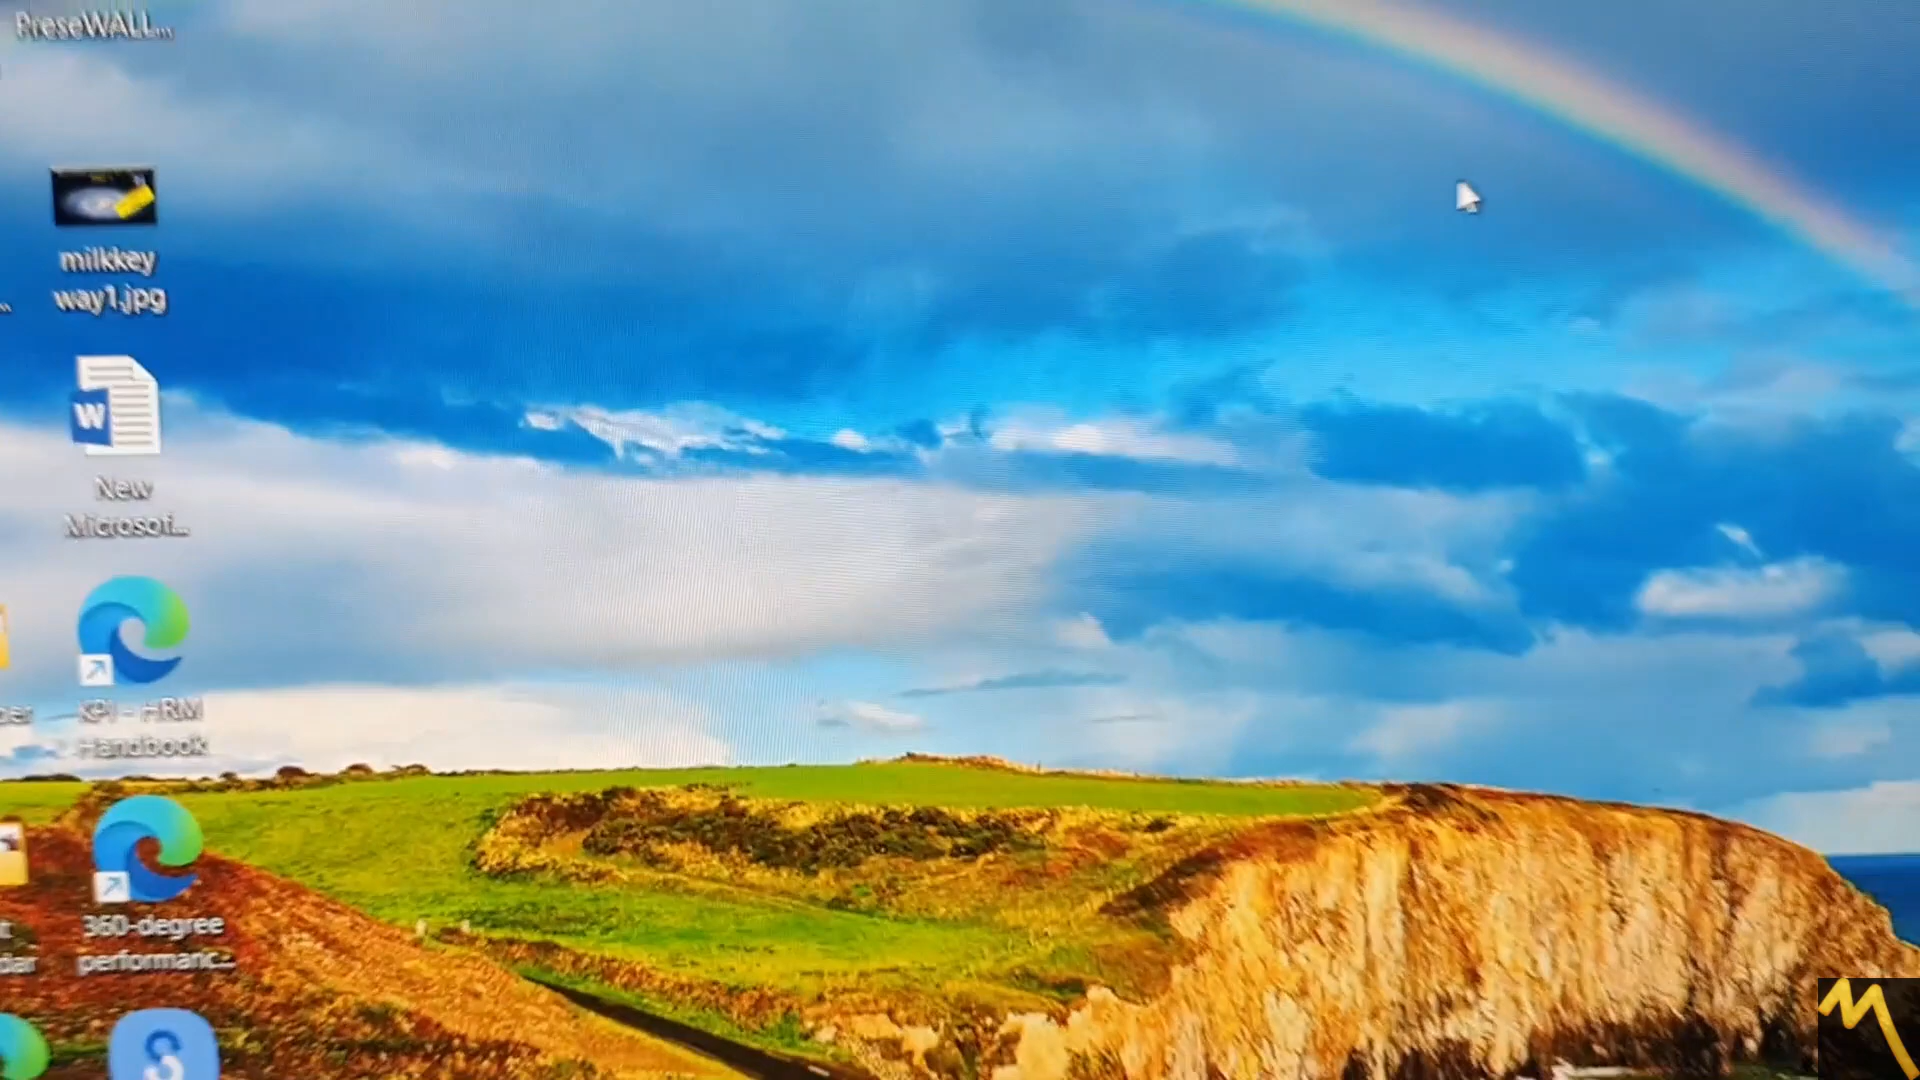 PreseWALL...
milkkey
way1.jpg
New
Microsof...
KPI - HRM
Handbook
360-degree
performanc...
W
S
M